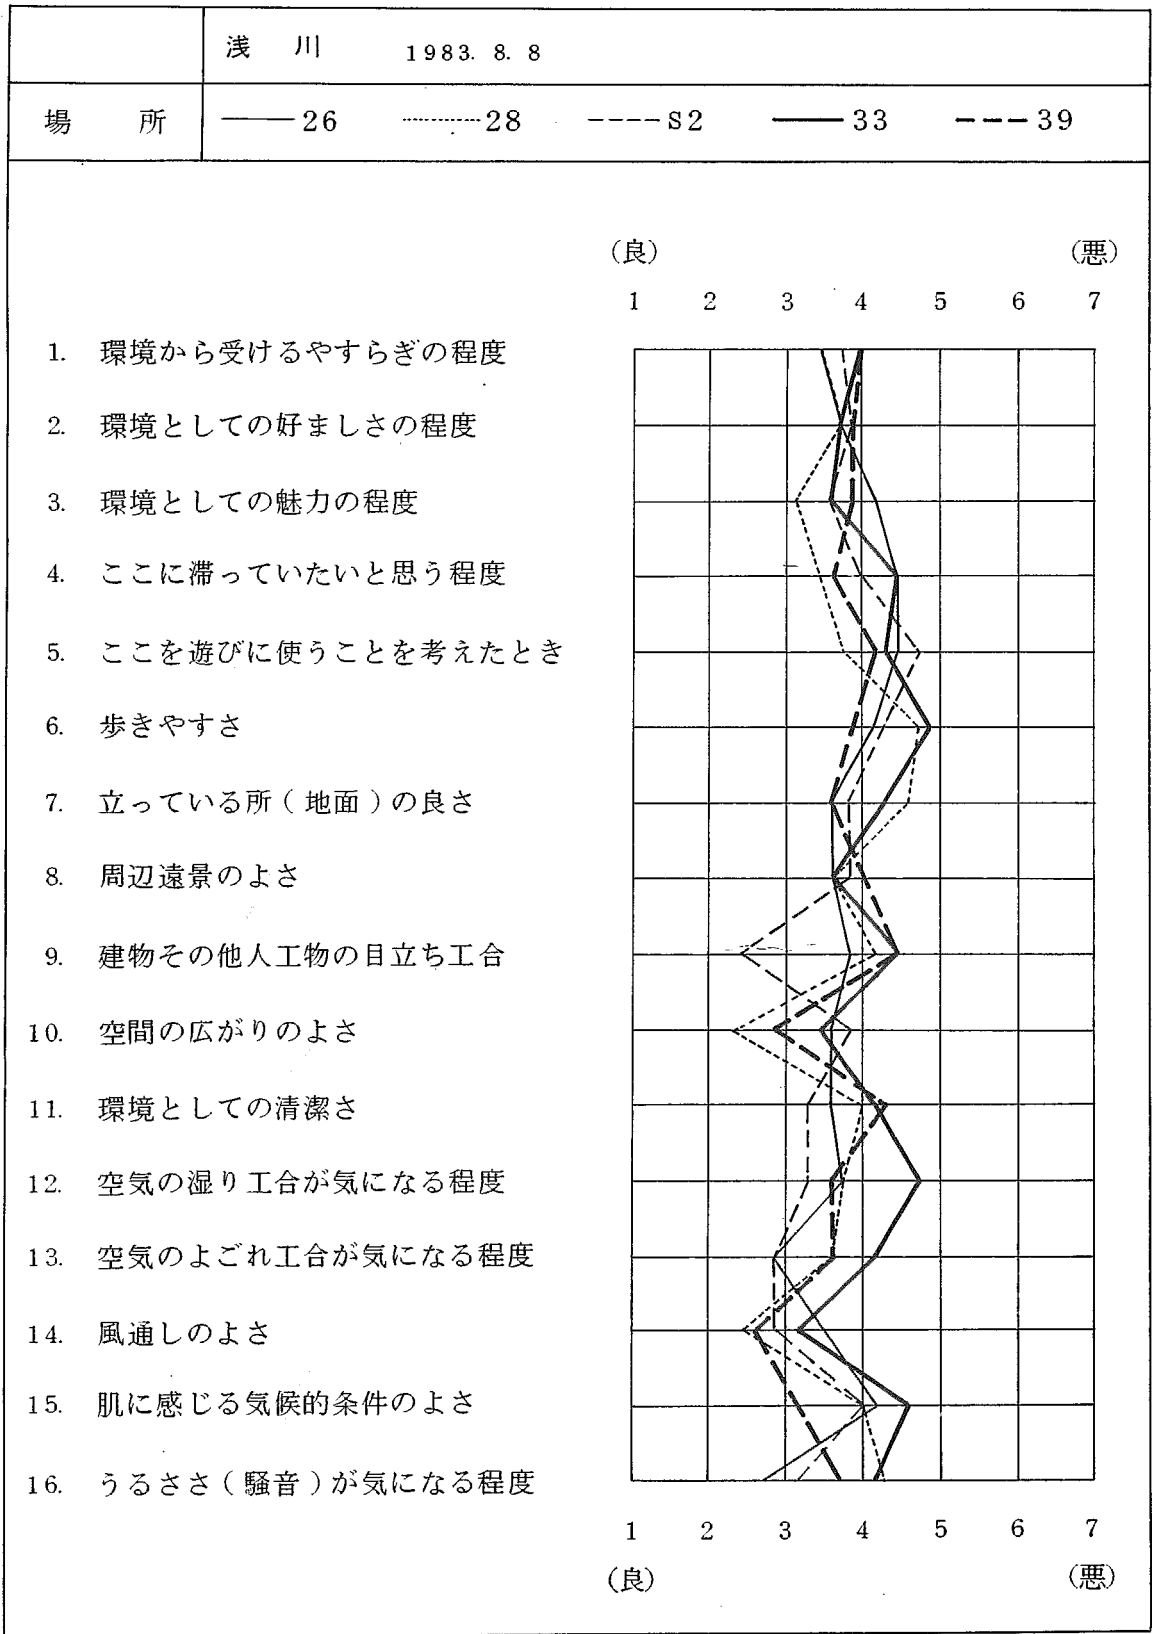 浅川 1983. 8. 8
場所 26 28 S2 33 39
(良) (悪)
1 2 3 4 5 6 7
1. 環境から受けるやすらぎの程度
2. 環境としての好ましさの程度
3. 環境としての魅力の程度
4. ここに滞っていたいと思う程度
5. ここを遊びに使うことを考えたとき
6. 歩きやすさ
7. 立っている所(地面)の良さ
8. 周辺遠景のよさ
9. 建物その他人工物の目立ち工合
10. 空間の広がりのよさ
11. 環境としての清潔さ
12. 空気の湿り工合が気になる程度
13. 空気のよごれ工合が気になる程度
14. 風通しのよさ
15. 肌に感じる気候的条件のよさ
16. うるささ(騒音)が気になる程度
1 2 3 4 5 6 7
(良) (悪)